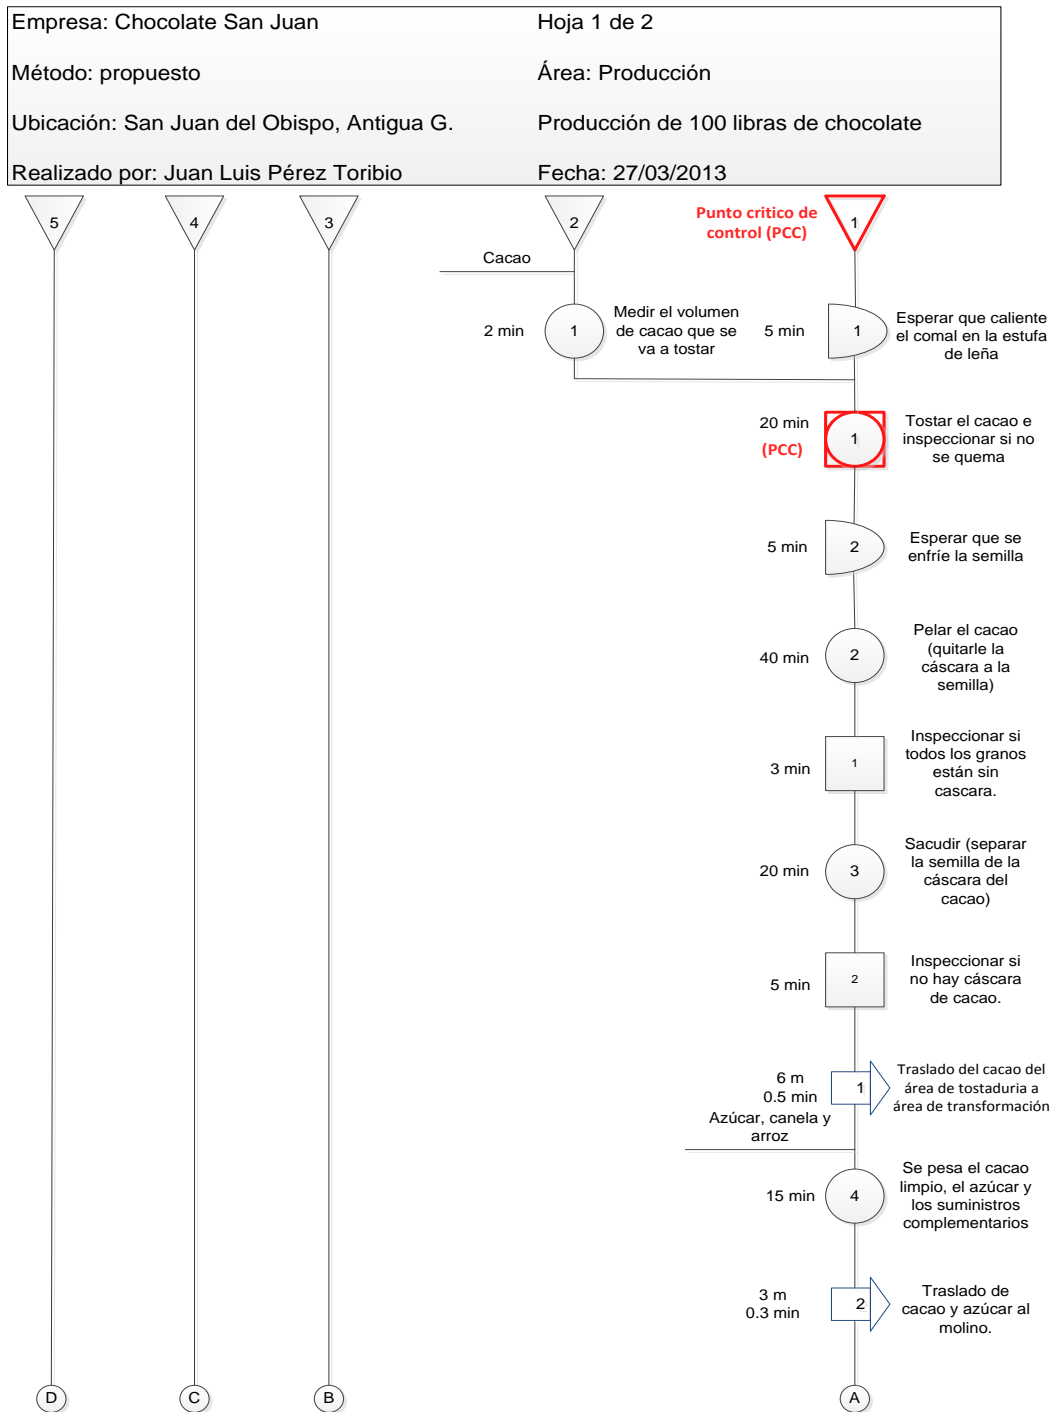 Empresa: Chocolate San Juan
Hoja 1 de 2
Método: propuesto
Área: Producción
Ubicación: San Juan del Obispo, Antigua G.
Producción de 100 libras de chocolate
Realizado por: Juan Luis Pérez Toribio
Fecha: 27/03/2013
5
4
3
2
Punto critico de
control (PCC)
1
Cacao
2 min
1
Medir el volumen
de cacao que se
va a tostar
5 min
1
Esperar que caliente
el comal en la estufa
de leña
20 min
(PCC)
1
Tostar el cacao e
inspeccionar si no
se quema
5 min
2
Esperar que se
enfríe la semilla
40 min
2
Pelar el cacao
(quitarle la
cáscara a la
semilla)
3 min
1
Inspeccionar si
todos los granos
están sin
cascara.
20 min
3
Sacudir (separar
la semilla de la
cáscara del
cacao)
5 min
2
Inspeccionar si
no hay cáscara
de cacao.
6 m
0.5 min
1
Traslado del cacao del
área de tostaduria a
área de transformación
Azúcar, canela y
arroz
15 min
4
Se pesa el cacao
limpio, el azúcar y
los suministros
complementarios
3 m
0.3 min
2
Traslado de
cacao y azúcar al
molino.
D
C
B
A